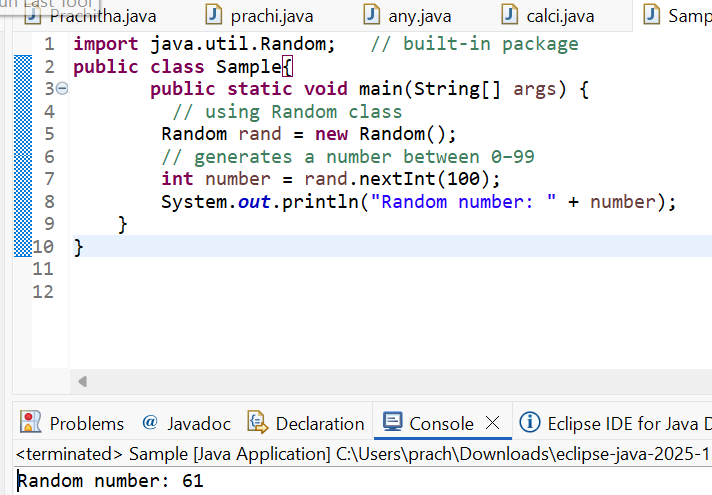 un Last Tool
Prachitha.java prachi.java any.java calci.java Samp
1 import java.util.Random; // built-in package
2 public class Sample{
3 public static void main(String[] args) {
4 // using Random class
5 Random rand = new Random();
6 // generates a number between 0–99
7 int number = rand.nextInt(100);
8 System.out.println("Random number: " + number);
9 }
10 }
11
12
Problems @ Javadoc Declaration Console Eclipse IDE for Java D
<terminated> Sample [Java Application] C:\Users\prach\Downloads\eclipse-java-2025-1
Random number: 61